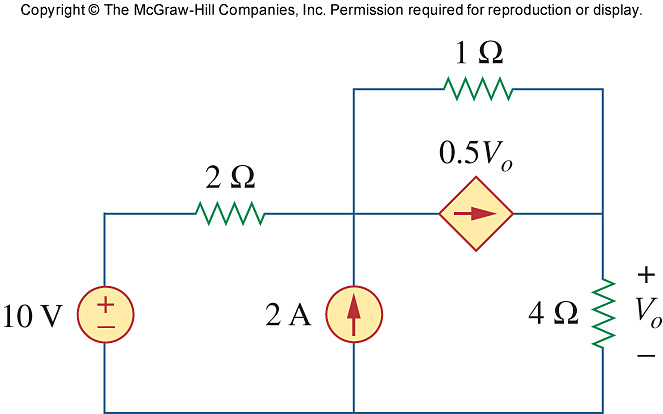 Copyright © The McGraw-Hill Companies, Inc. Permission required for reproduction or display.
1 Ω
0.5Vₒ
2 Ω
10 V
+
−
2 A
4 Ω
+
Vₒ
−